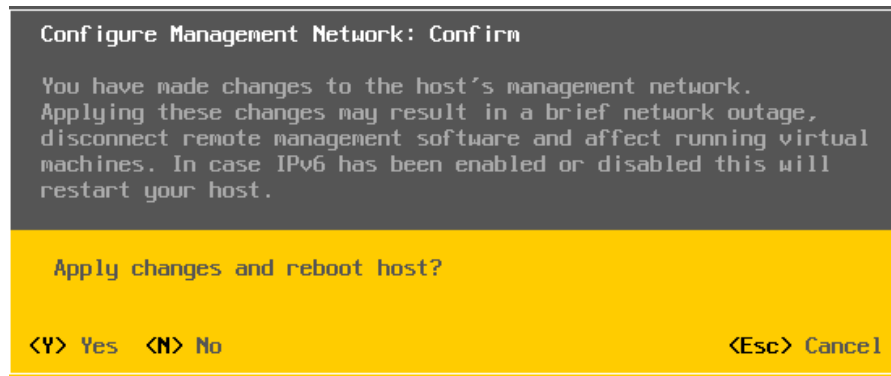 Configure Management Network: Confirm
You have made changes to the host's management network.
Applying these changes may result in a brief network outage,
disconnect remote management software and affect running virtual
machines. In case IPv6 has been enabled or disabled this will
restart your host.
Apply changes and reboot host?
<Y> Yes <N> No <Esc> Cancel